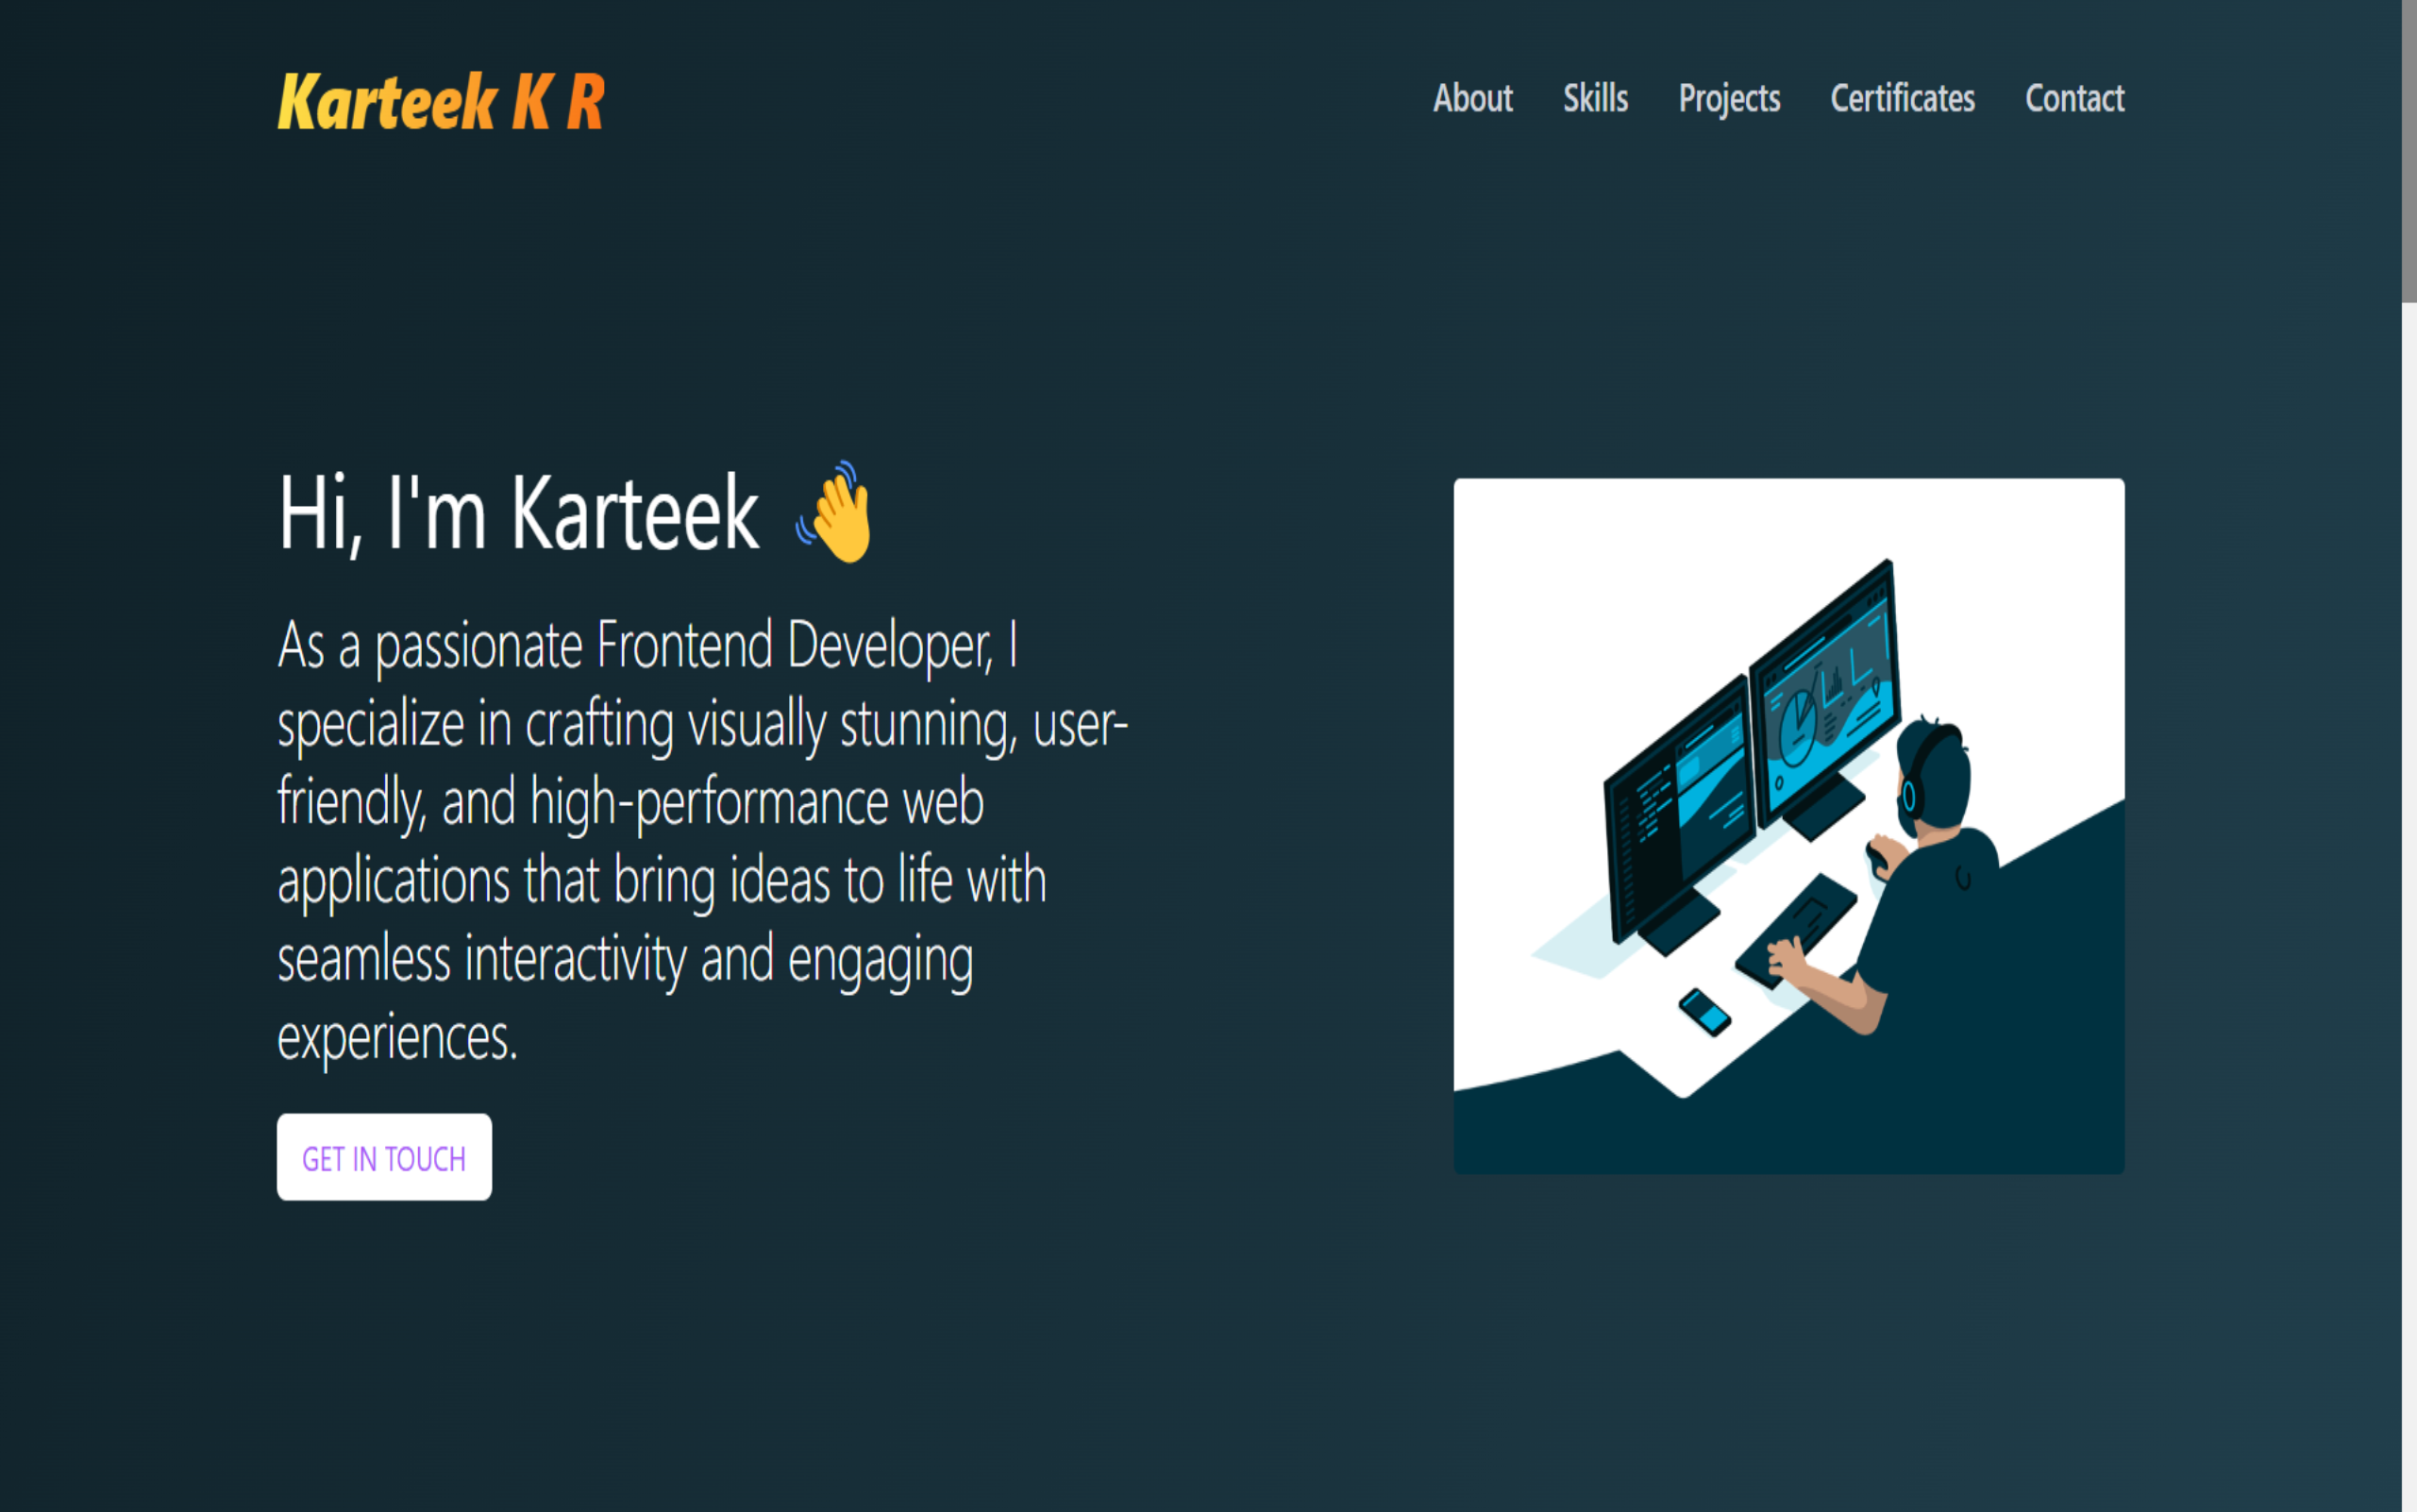 Karteek K R
About Skills Projects Certificates Contact
Hi, I'm Karteek 👋
As a passionate Frontend Developer, I
specialize in crafting visually stunning, user-
friendly, and high-performance web
applications that bring ideas to life with
seamless interactivity and engaging
experiences.
GET IN TOUCH